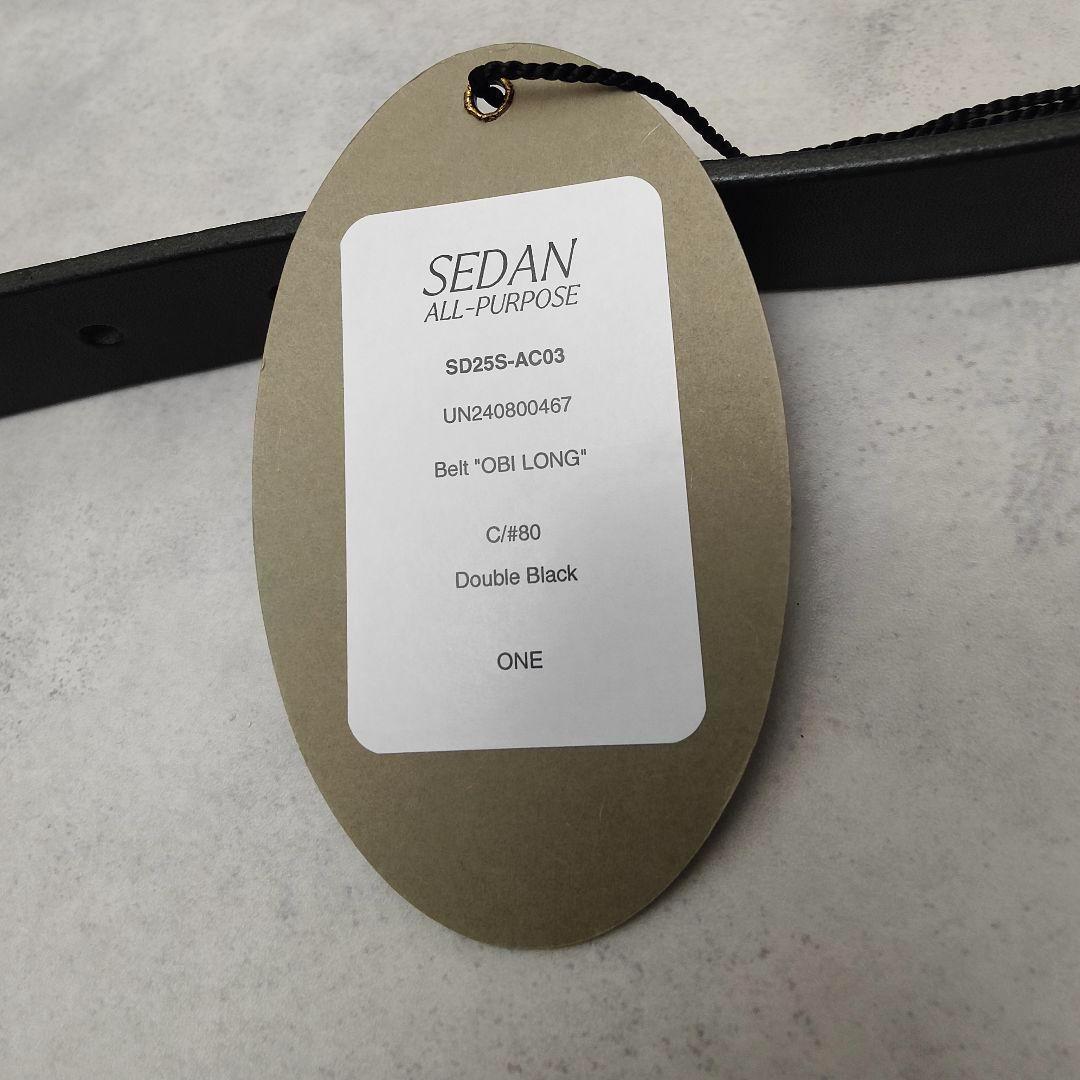 SEDAN
ALL-PURPOSE
SD25S-AC03
UN240800467
Belt "OBI LONG"
C/#80
Double Black
ONE